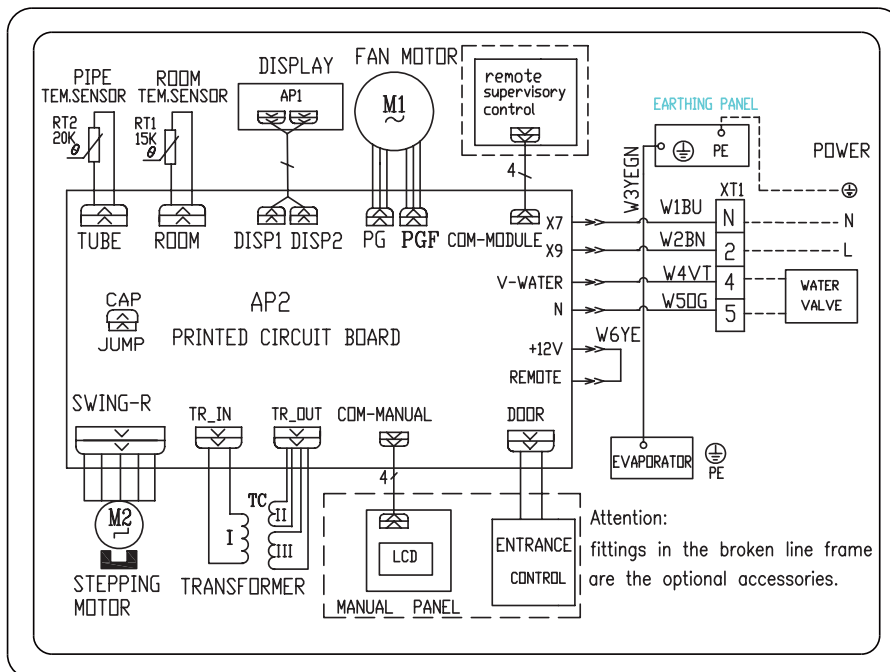 PIPE
TEM.SENSOR
ROOM
TEM.SENSOR
DISPLAY
FAN MOTOR
RT2
20K
θ
RT1
15K
θ
AP1
M1
~
remote
supervisory
control
EARTHING PANEL
PE
POWER
4
W3YEGN
XT1
TUBE
ROOM
DISP1 DISP2
PG
PGF
COM-MODULE
X7
W1BU
N
N
X9
W2BN
2
L
V-WATER
W4VT
4
WATER
VALVE
N
W5OG
5
CAP
JUMP
AP2
PRINTED CIRCUIT BOARD
+12V
W6YE
REMOTE
SWING-R
TR_IN
TR_OUT
COM-MANUAL
DOOR
EVAPORATOR
PE
4
M2
TC
I
II
III
STEPPING
MOTOR
TRANSFORMER
LCD
MANUAL PANEL
ENTRANCE
CONTROL
Attention:
fittings in the broken line frame
are the optional accessories.